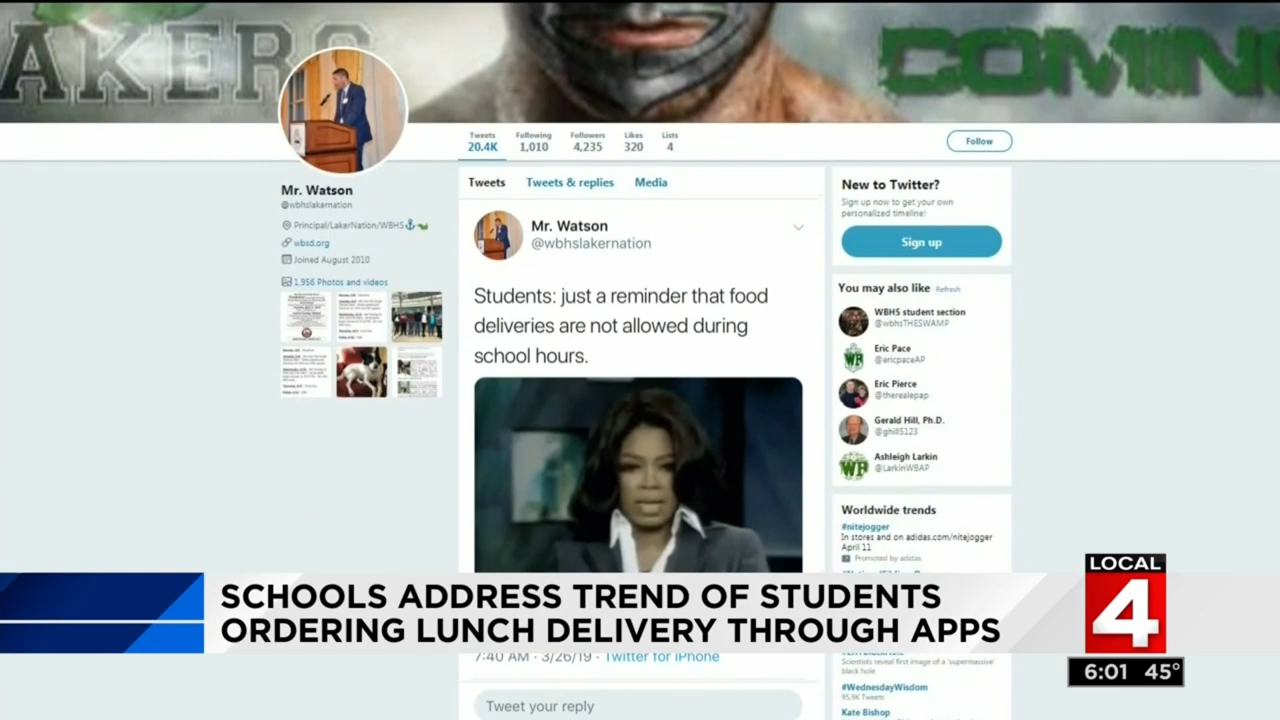 AKERS
COMING
Tweets Following Followers Likes Lists
20.4K 1,010 4,235 320 4
Follow
Mr. Watson
@wbhslakernation
Principal/LakerNation/WBHS
wbsd.org
Joined August 2010
1,956 Photos and videos
Tweets Tweets & replies Media
Mr. Watson
@wbhslakernation
Students: just a reminder that food
deliveries are not allowed during
school hours.
7:40 AM · 3/26/19 · Twitter for iPhone
Tweet your reply
New to Twitter?
Sign up now to get your own
personalized timeline!
Sign up
You may also like Refresh
WBHS student section
@wbhsTHESWAMP
Eric Pace
@ericpaceAP
Eric Pierce
@therealepap
Gerald Hill, Ph.D.
@ghill5123
Ashleigh Larkin
@LarkinWBAP
WB
Worldwide trends
#nitejogger
In stores and on adidas.com/nitejogger
April 11
Promoted by adidas
Scientists reveal first image of a 'supermassive'
black hole
#WednesdayWisdom
95.9K Tweets
Kate Bishop
SCHOOLS ADDRESS TREND OF STUDENTS
ORDERING LUNCH DELIVERY THROUGH APPS
LOCAL
4
6:01 45°